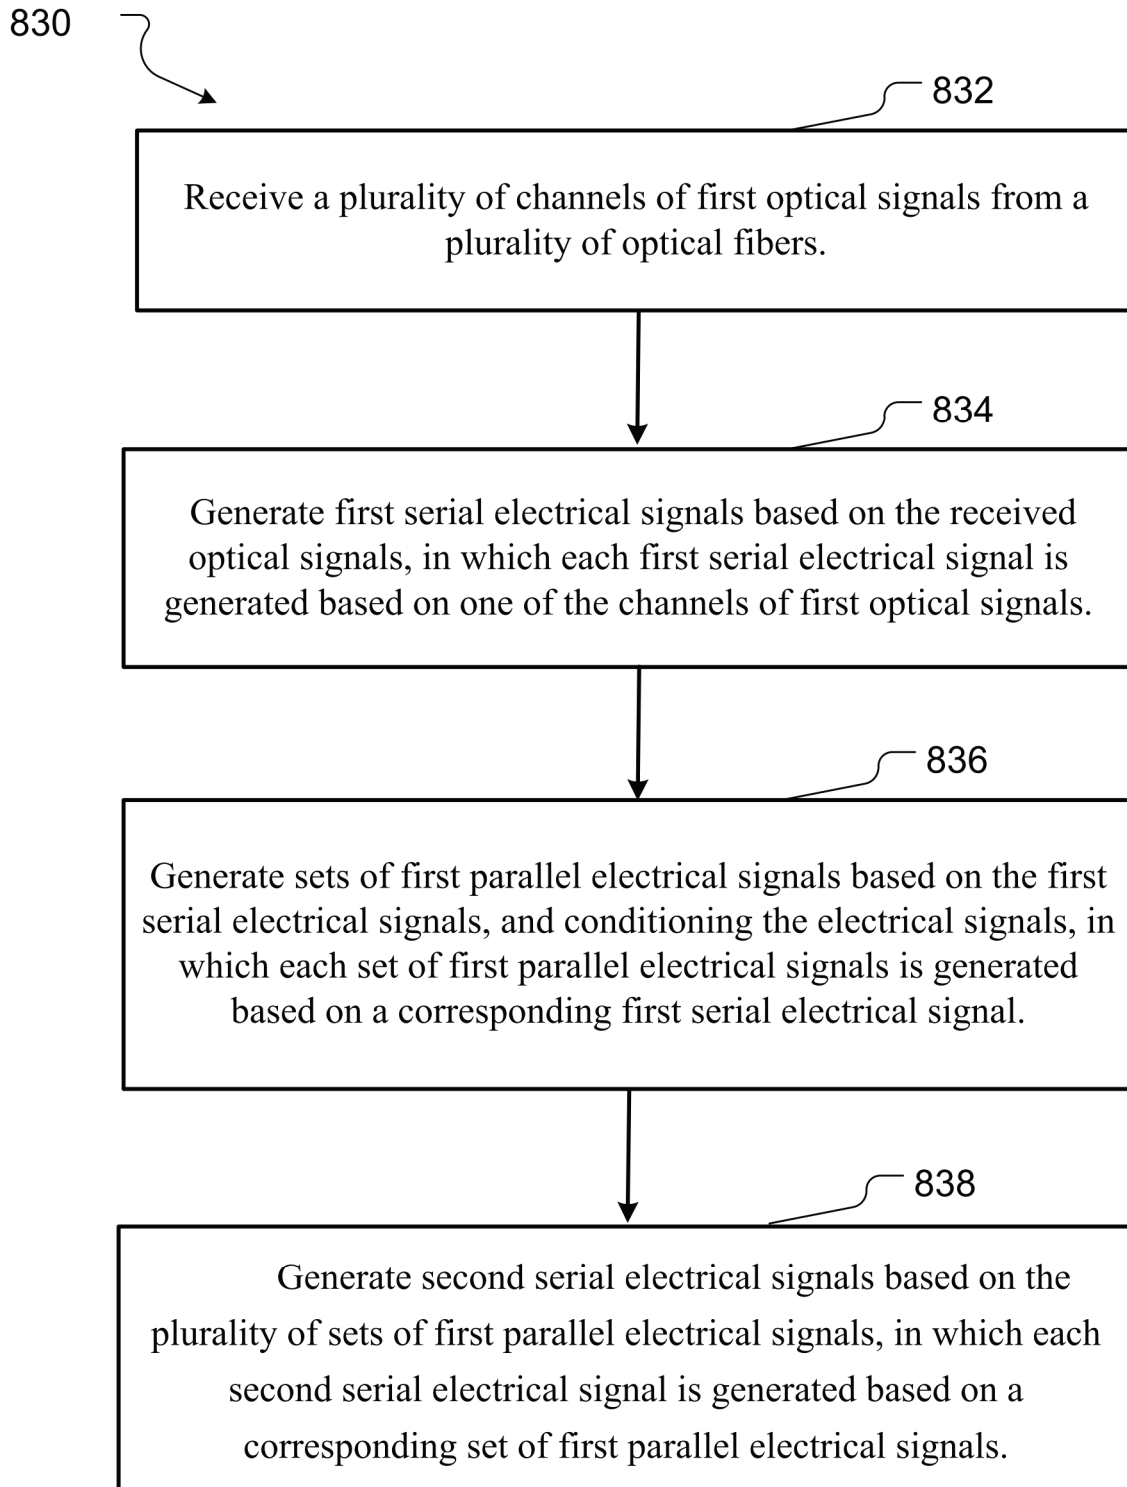 830
832
Receive a plurality of channels of first optical signals from a
plurality of optical fibers.
834
Generate first serial electrical signals based on the received
optical signals, in which each first serial electrical signal is
generated based on one of the channels of first optical signals.
836
Generate sets of first parallel electrical signals based on the first
serial electrical signals, and conditioning the electrical signals, in
which each set of first parallel electrical signals is generated
based on a corresponding first serial electrical signal.
838
Generate second serial electrical signals based on the
plurality of sets of first parallel electrical signals, in which each
second serial electrical signal is generated based on a
corresponding set of first parallel electrical signals.